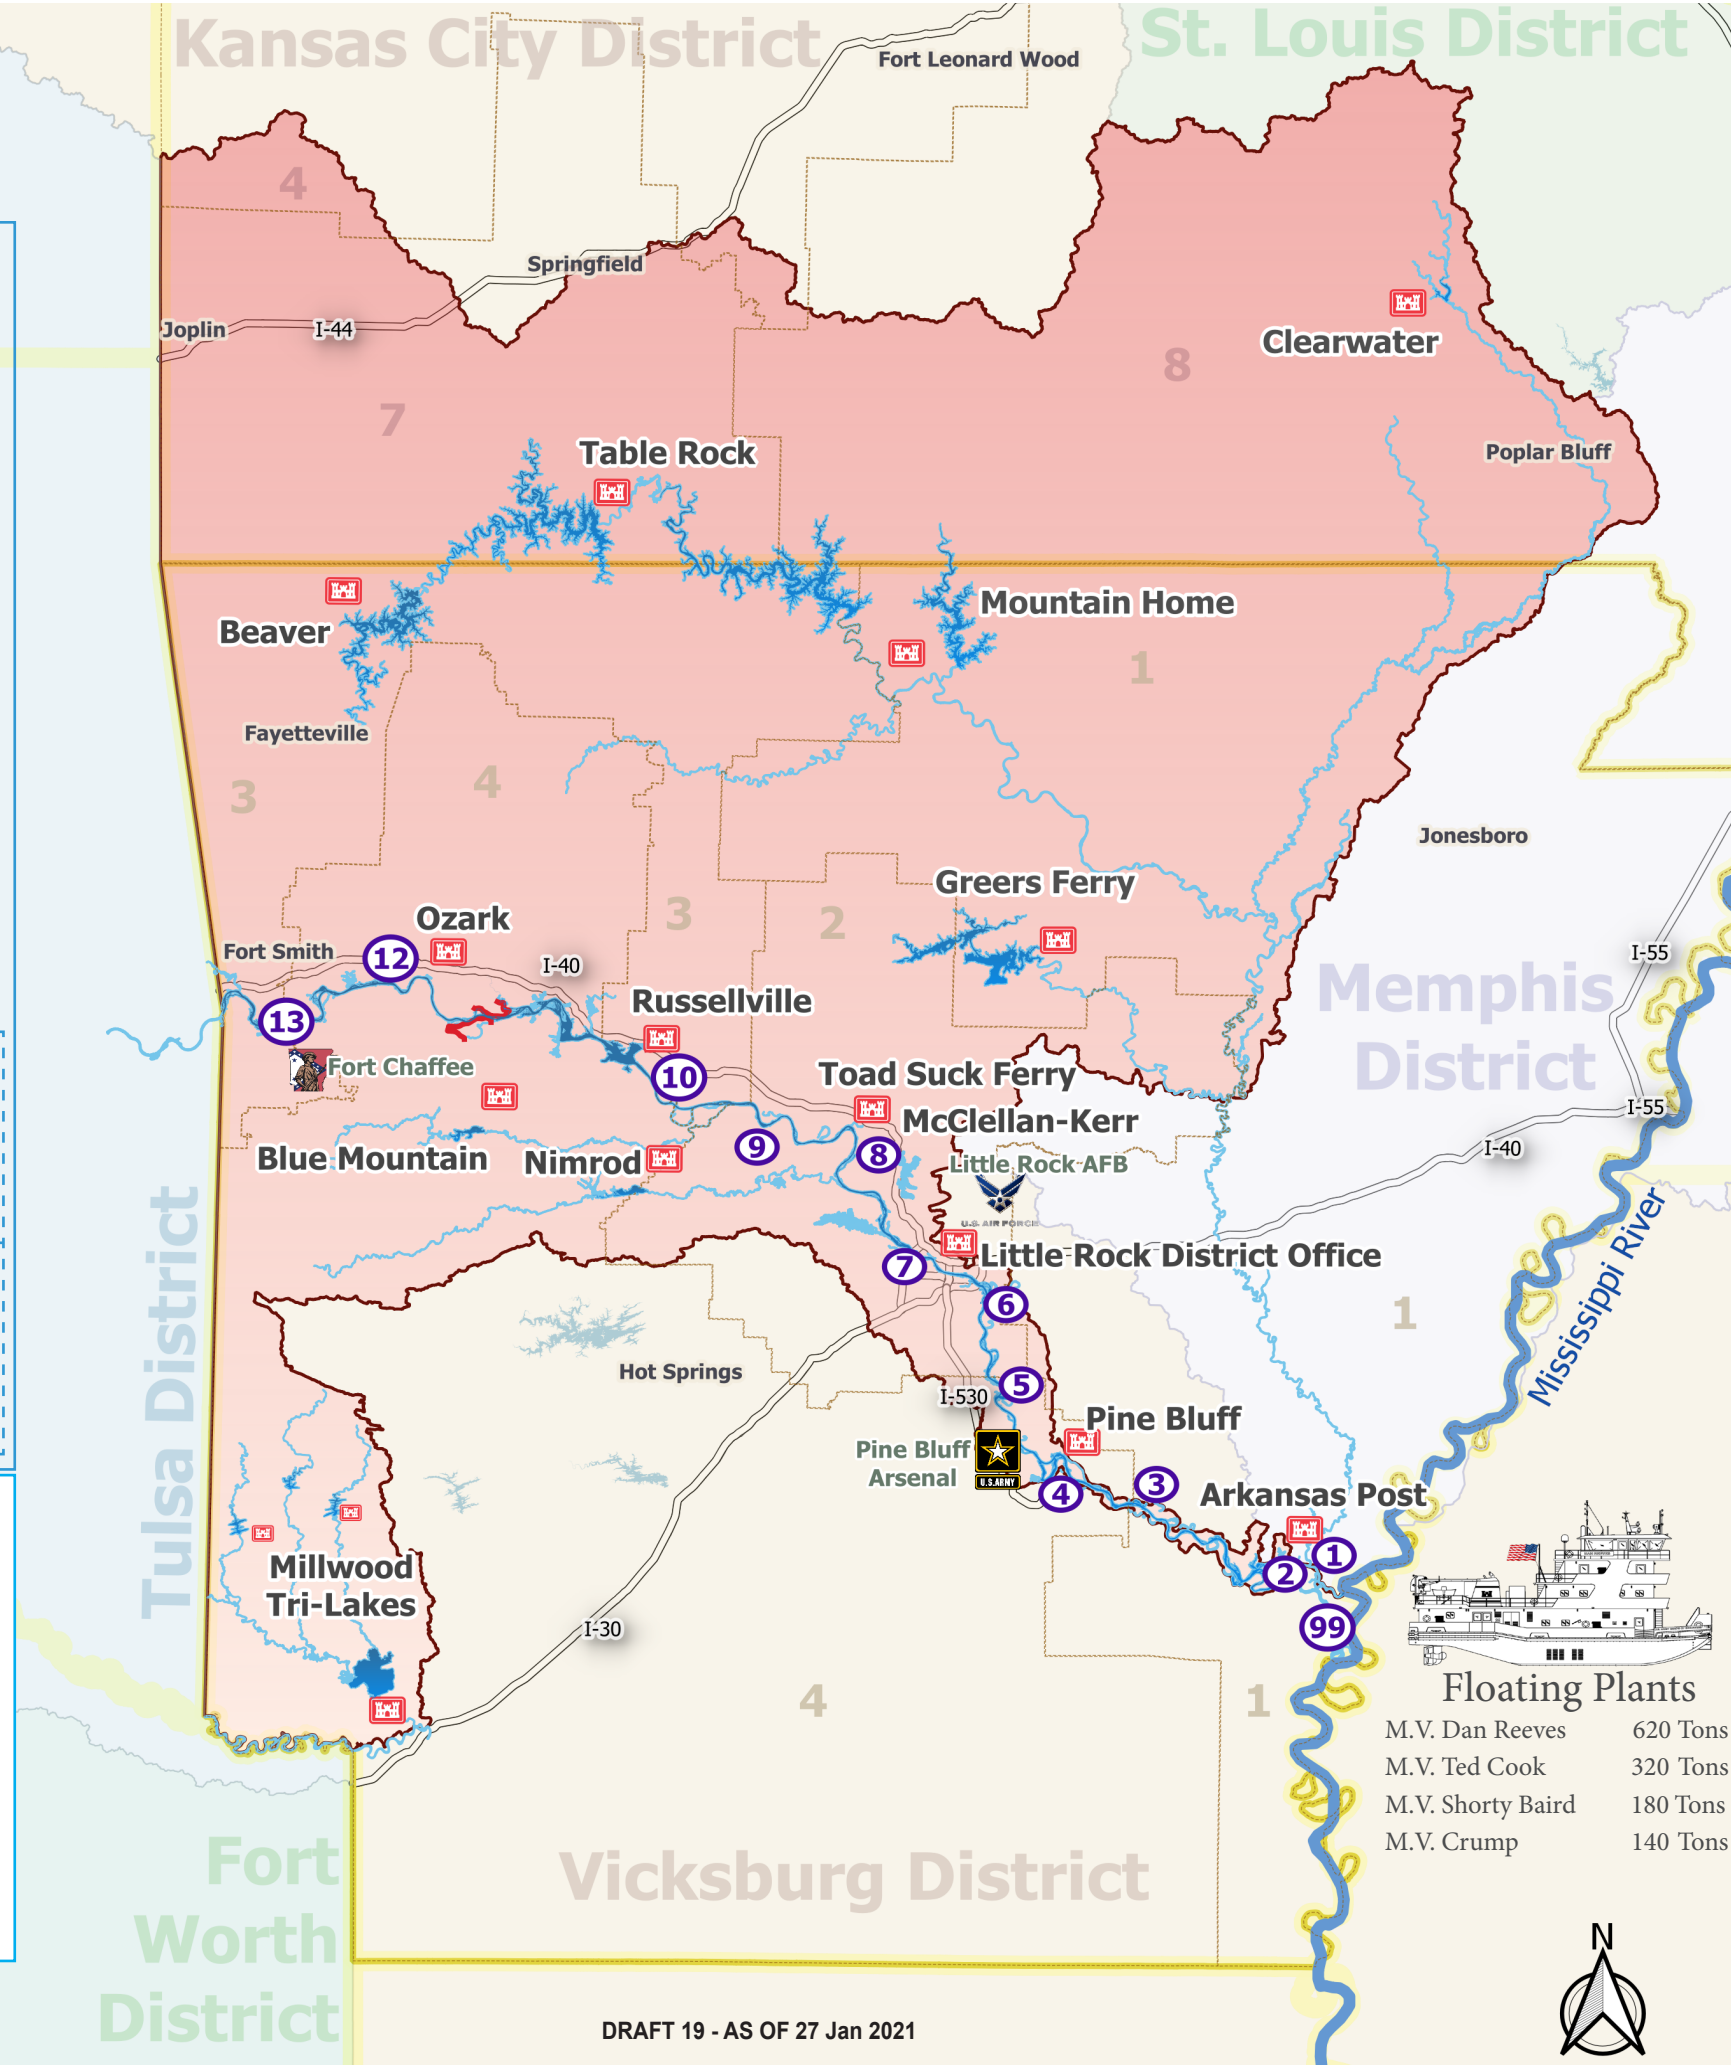 Kansas City District
St. Louis District
Fort Leonard Wood
4
Springfield
Joplin
I-44
Clearwater
8
7
Table Rock
Poplar Bluff
Mountain Home
Beaver
1
Fayetteville
3
4
Jonesboro
Greers Ferry
Ozark
3
2
Fort Smith
12
I-40
I-55
Memphis
District
Russellville
13
Fort Chaffee
10
Toad Suck Ferry
I-55
McClellan-Kerr
I-40
9
8
Blue Mountain
Nimrod
Little Rock AFB
U.S. AIR FORCE
Tulsa District
Mississippi River
Little Rock District Office
7
6
1
Hot Springs
5
I-530
Pine Bluff
Pine Bluff
Arsenal
U.S.ARMY
4
3
Arkansas Post
1
2
Millwood
Tri-Lakes
I-30
99
4
1
Floating Plants
M.V. Dan Reeves 620 Tons
M.V. Ted Cook 320 Tons
M.V. Shorty Baird 180 Tons
M.V. Crump 140 Tons
Fort
Worth
District
Vicksburg District
N
DRAFT 19 - AS OF 27 Jan 2021